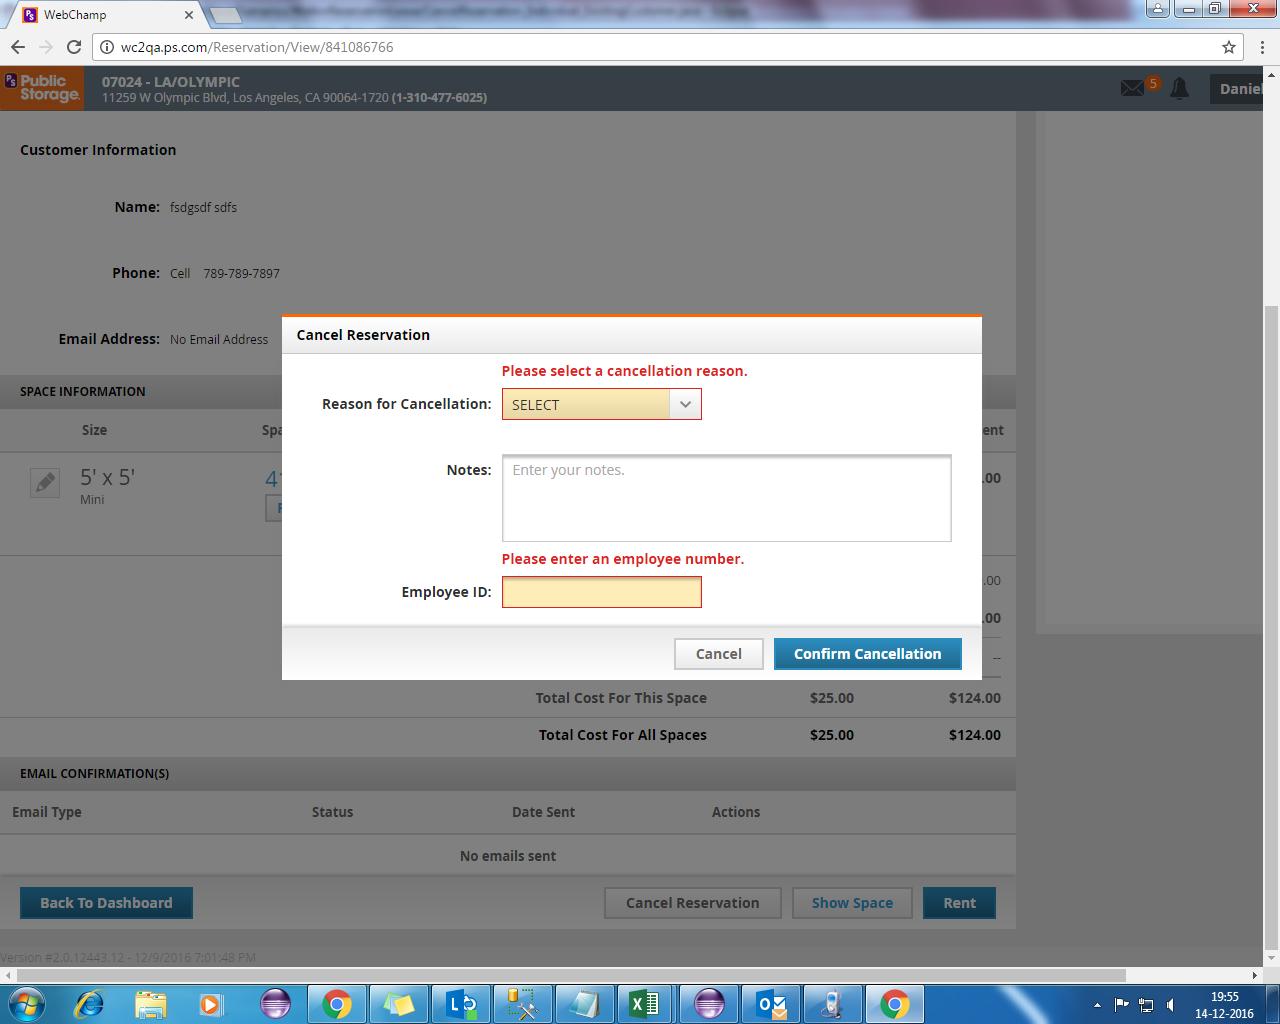 WebChamp
wc2qa.ps.com/Reservation/View/841086766
Public Storage.
07024 - LA/OLYMPIC
11259 W Olympic Blvd, Los Angeles, CA 90064-1720 (1-310-477-6025)
5
Daniel
Customer Information
Name: fsdgsdf sdfs
Phone: Cell 789-789-7897
Email Address: No Email Address
Cancel Reservation
Please select a cancellation reason.
Reason for Cancellation: SELECT
Notes: Enter your notes.
Please enter an employee number.
Employee ID:
Cancel Confirm Cancellation
SPACE INFORMATION
Size
5' x 5'
Mini
.00
.00
.00
--
Total Cost For This Space $25.00 $124.00
Total Cost For All Spaces $25.00 $124.00
EMAIL CONFIRMATION(S)
Email Type Status Date Sent Actions
No emails sent
Back To Dashboard Cancel Reservation Show Space Rent
Version #2.0.12443.12 - 12/9/2016 7:01:48 PM
19:55
14-12-2016